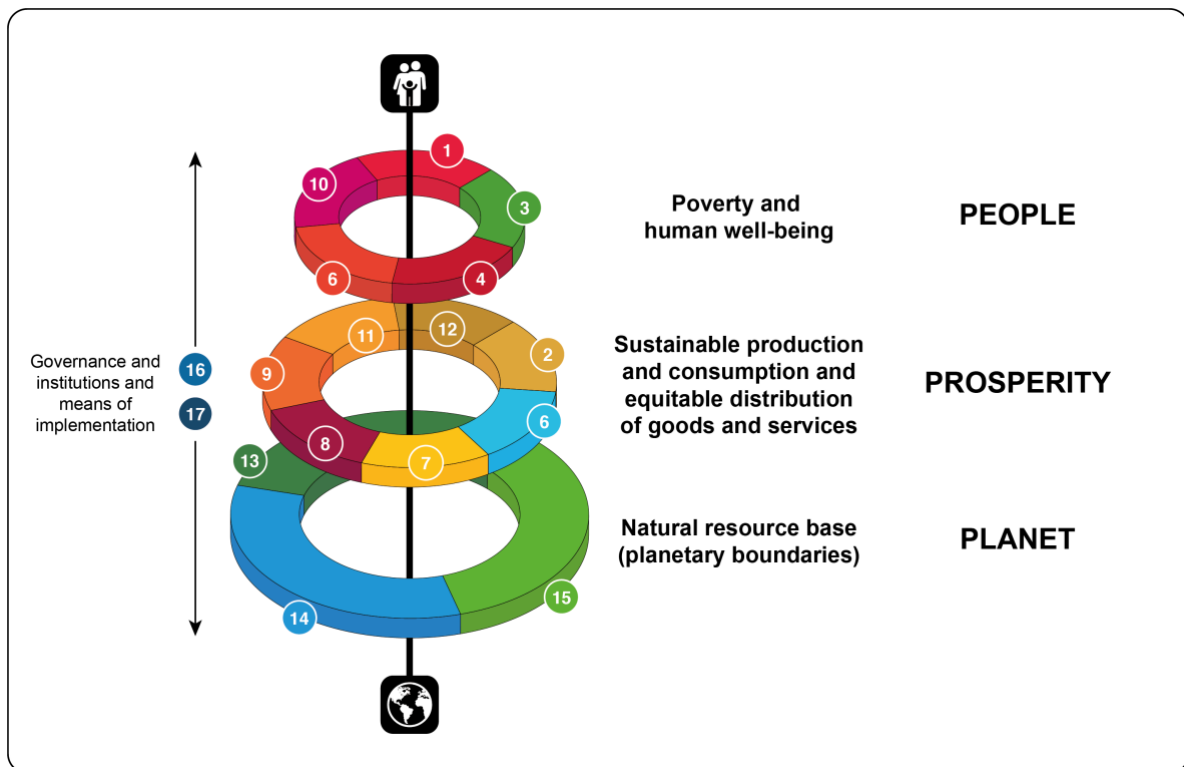 1
10
3
6
4
Poverty and
human well-being
PEOPLE
Governance and
institutions and
means of
implementation
16
17
11
12
2
9
6
8
7
Sustainable production
and consumption and
equitable distribution
of goods and services
PROSPERITY
13
14
15
Natural resource base
(planetary boundaries)
PLANET